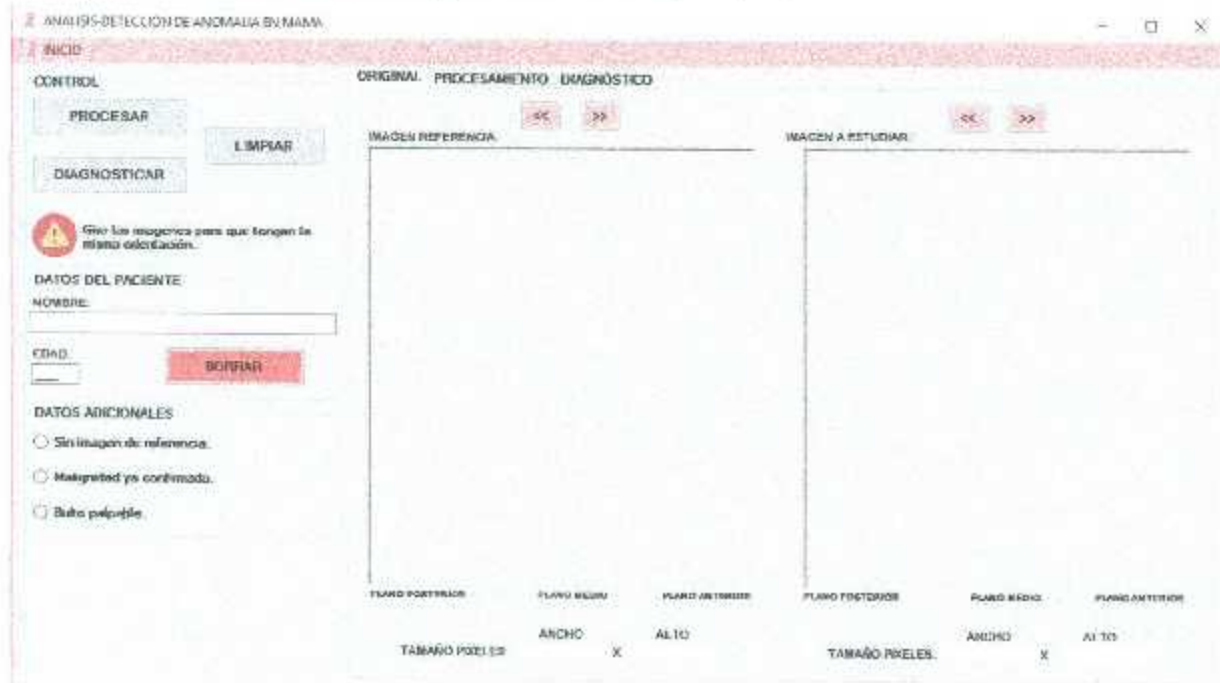 ANALISIS-DETECCIÓN DE ANOMALIA EN MAMA
INICIO
CONTROL
PROCESAR
LIMPIAR
DIAGNOSTICAR
Gire las imagenes para que tengan la
misma orientación.
DATOS DEL PACIENTE
NOMBRE:
EDAD:
BORRAR
DATOS ADICIONALES
Sin imagen de referencia.
Malignidad ya confirmada.
Bulto palpable.
ORIGINAL PROCESAMIENTO DIAGNÓSTICO
<< >>
IMAGEN REFERENCIA
PLANO POSTERIOR PLANO MEDIO PLANO ANTERIOR
ANCHO ALTO
TAMAÑO PIXELES: X
<< >>
IMAGEN A ESTUDIAR
PLANO POSTERIOR PLANO MEDIO PLANO ANTERIOR
ANCHO ALTO
TAMAÑO PIXELES: X